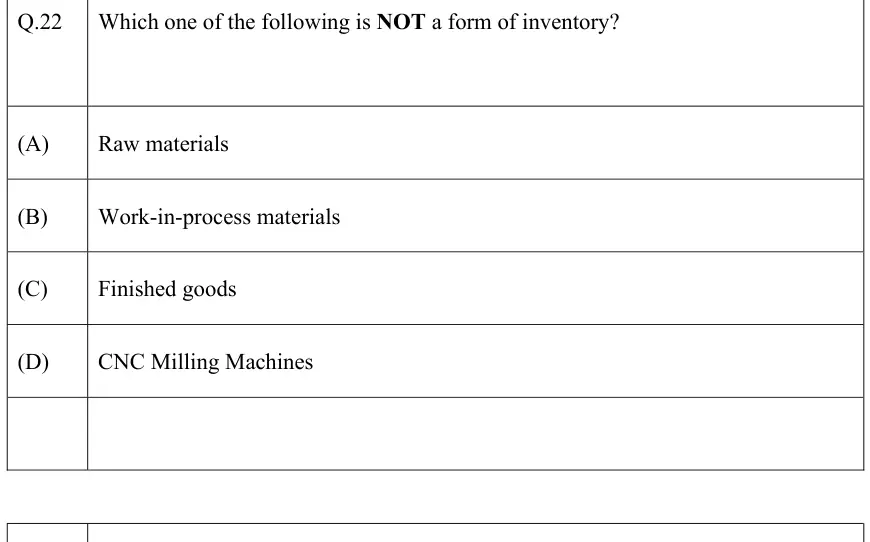 Q.22 Which one of the following is NOT a form of inventory?
(A) Raw materials
(B) Work-in-process materials
(C) Finished goods
(D) CNC Milling Machines